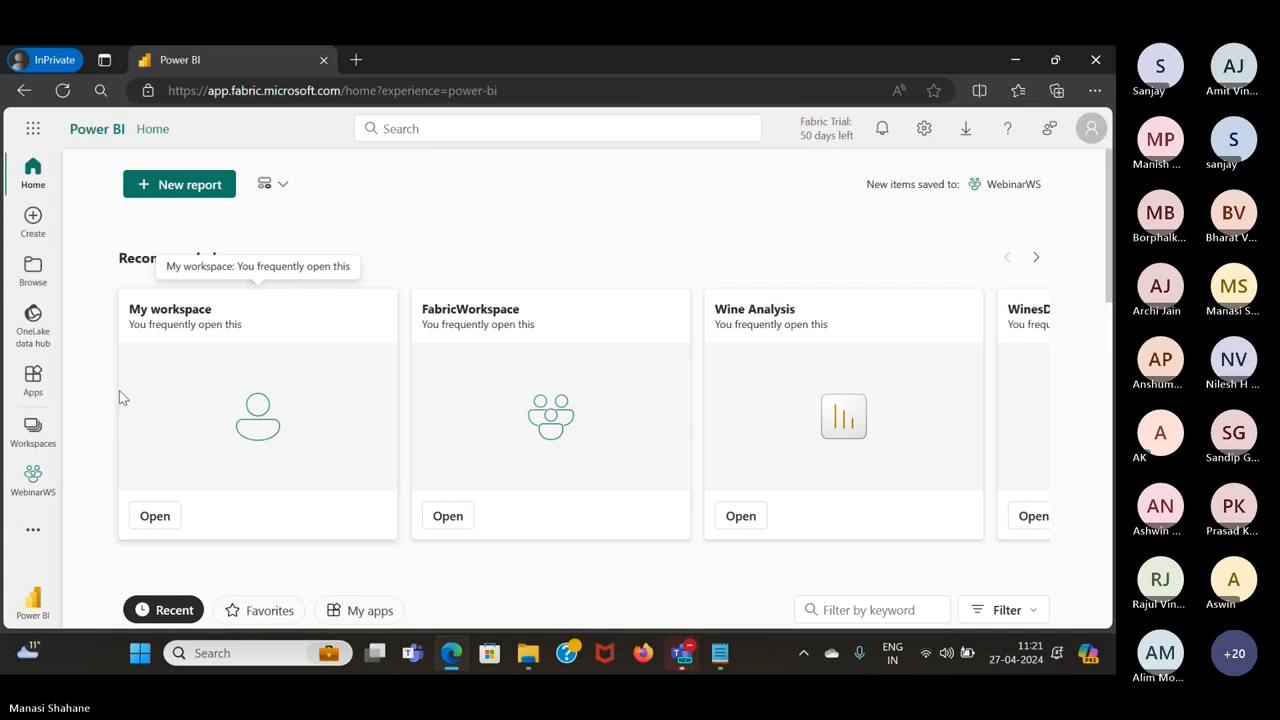 InPrivate
Power BI
https://app.fabric.microsoft.com/home?experience=power-bi
Power BI Home
Search
Fabric Trial:
50 days left
Home
Create
Browse
OneLake
data hub
Apps
Workspaces
WebinarWS
Power BI
+ New report
New items saved to: WebinarWS
My workspace: You frequently open this
My workspace
You frequently open this
Open
FabricWorkspace
You frequently open this
Open
Wine Analysis
You frequently open this
Open
WinesD
You frequ
Open
Recent
Favorites
My apps
Filter by keyword
Filter
11°
Search
NEW
ENG
IN
11:21
27-04-2024
PRE
S
Sanjay
AJ
Amit Vin...
MP
Manish ...
S
sanjay
MB
Borphalk...
BV
Bharat V...
AJ
Archi Jain
MS
Manasi S...
AP
Anshum...
NV
Nilesh H ...
A
AK
SG
Sandip G...
AN
Ashwin ...
PK
Prasad K...
RJ
Rajul Vin...
A
Aswin
AM
Alim Mo...
+20
Manasi Shahane